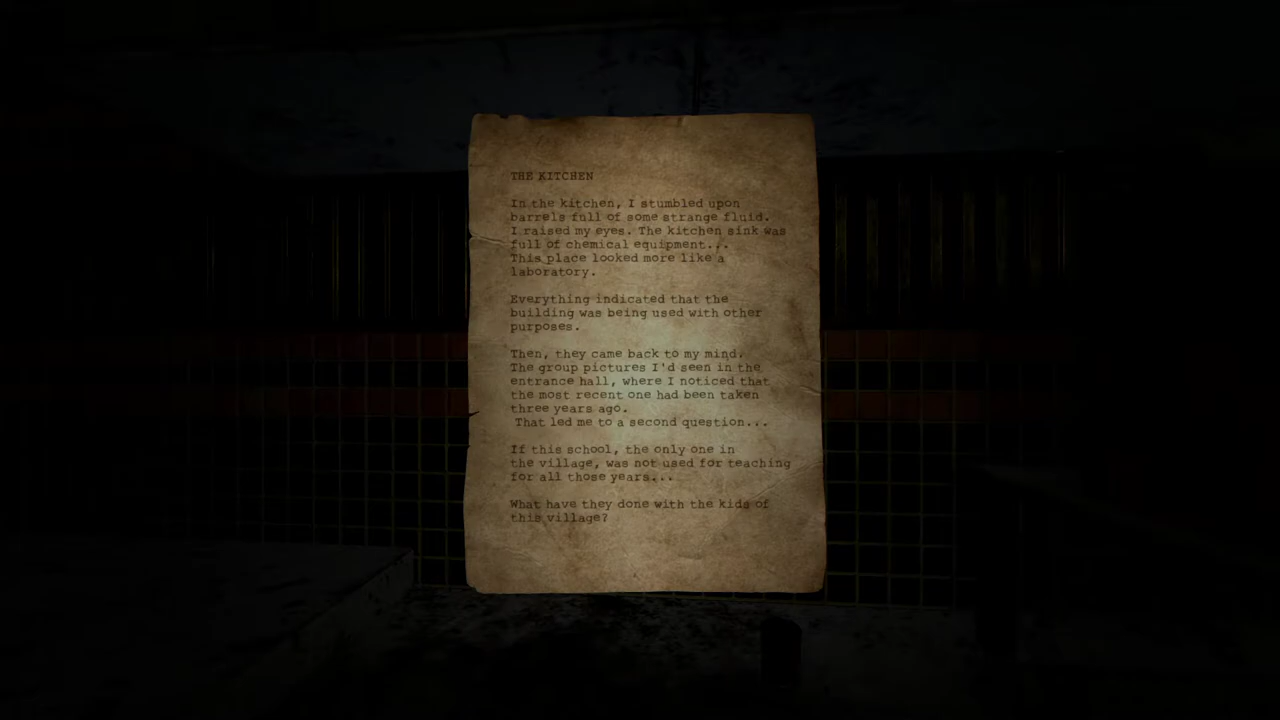 THE KITCHEN
In the kitchen, I stumbled upon
barrels full of some strange fluid.
I raised my eyes. The kitchen sink was
full of chemical equipment...
This place looked more like a
laboratory.
Everything indicated that the
building was being used with other
purposes.
Then, they came back to my mind.
The group pictures I'd seen in the
entrance hall, where I noticed that
the most recent one had been taken
three years ago.
That led me to a second question...
If this school, the only one in
the village, was not used for teaching
for all those years...
What have they done with the kids of
this village?